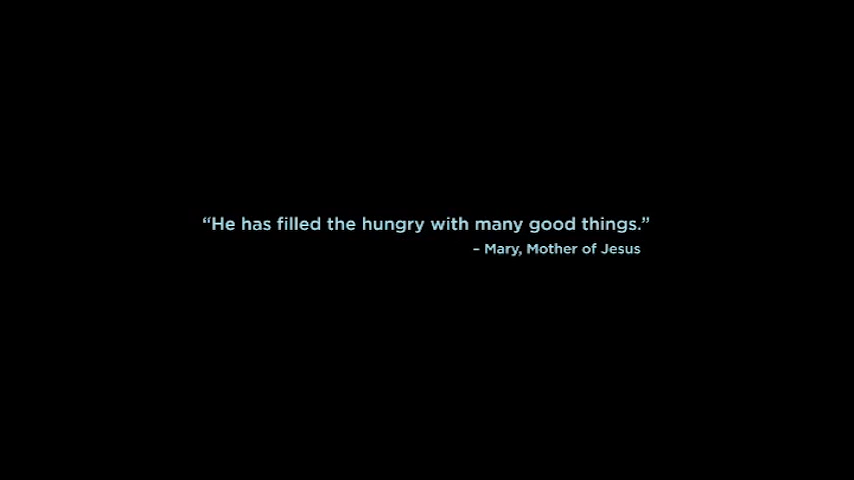 “He has filled the hungry with many good things.”
– Mary, Mother of Jesus